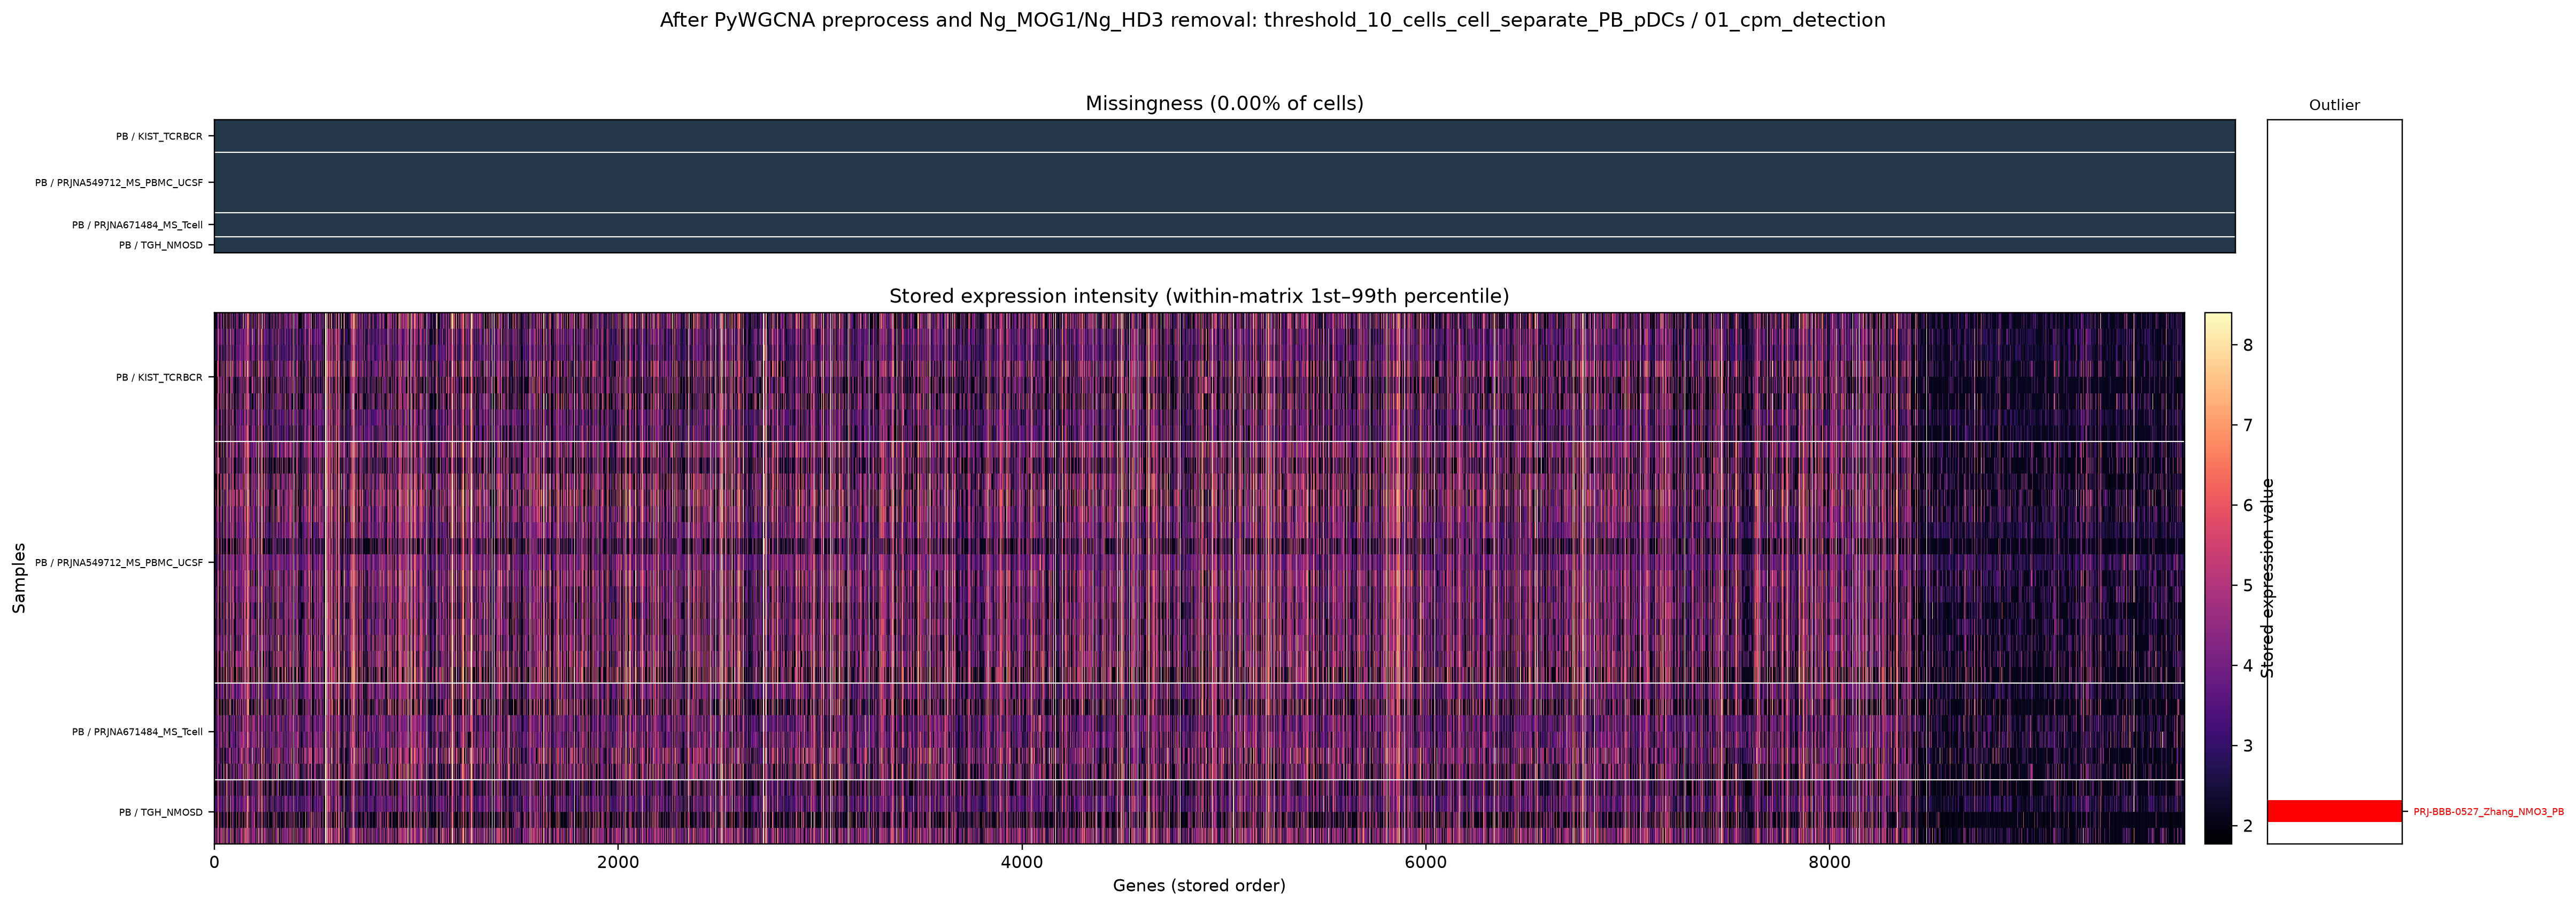 After PyWGCNA preprocess and Ng_MOG1/Ng_HD3 removal: threshold_10_cells_cell_separate_PB_pDCs / 01_cpm_detection
Missingness (0.00% of cells)
Outlier
PB / KIST_TCRBCR
PB / PRJNA549712_MS_PBMC_UCSF
PB / PRJNA671484_MS_Tcell
PB / TGH_NMOSD
Stored expression intensity (within-matrix 1st–99th percentile)
Samples
PB / KIST_TCRBCR
PB / PRJNA549712_MS_PBMC_UCSF
PB / PRJNA671484_MS_Tcell
PB / TGH_NMOSD
8
7
6
5
4
3
2
Stored expression value
PRJ-BBB-0527_Zhang_NMO3_PB
0 2000 4000 6000 8000
Genes (stored order)